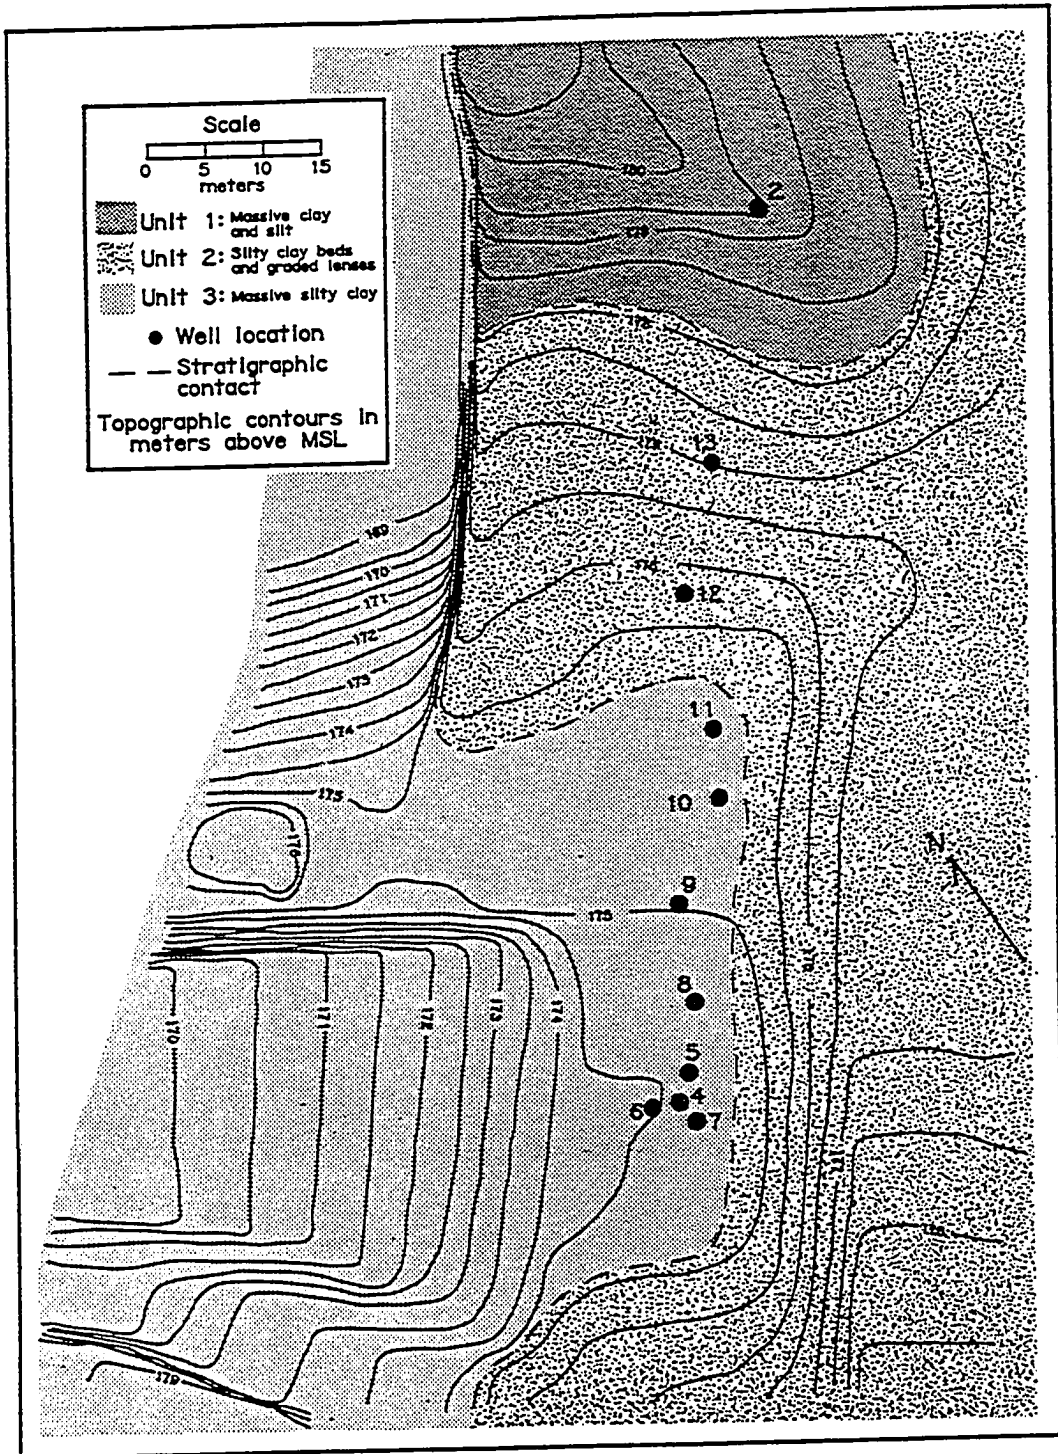 Scale
0 5 10 15
meters
Unit 1: Massive clay
and silt
Unit 2: Silty clay beds
and graded lenses
Unit 3: Massive silty clay
Well location
Stratigraphic
contact
Topographic contours in
meters above MSL
180
2
179
178
13
169
170
171
172
173
174
175
12
11
10
176
N
9
175
8
170
171
172
173
174
5
4
6
7